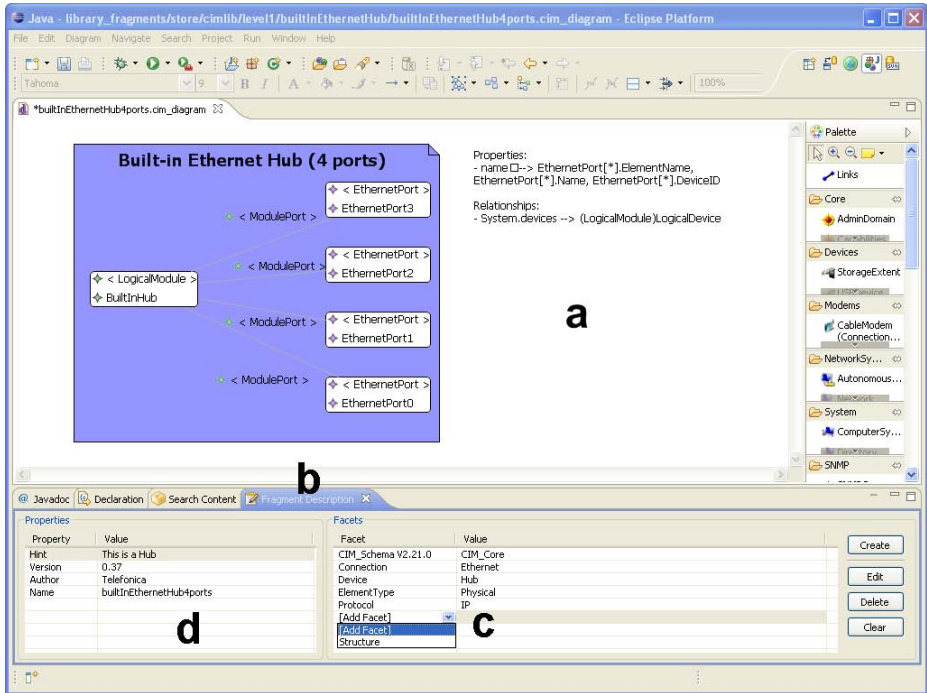 Java - library_fragments/store/cimlib/level1/builtInEthernetHub/builtInEthernetHub4ports.cim_diagram - Eclipse Platform
File Edit Diagram Navigate Search Project Run Window Help
Tahoma 9 B I A 100%
*builtInEthernetHub4ports.cim_diagram
Built-in Ethernet Hub (4 ports)
< EthernetPort >
EthernetPort3
< ModulePort >
< EthernetPort >
EthernetPort2
< ModulePort >
< LogicalModule >
BuiltInHub
< EthernetPort >
EthernetPort1
< ModulePort >
< EthernetPort >
EthernetPort0
< ModulePort >
Properties:
- name□--> EthernetPort[*].ElementName,
EthernetPort[*].Name, EthernetPort[*].DeviceID
Relationships:
- System.devices --> (LogicalModule)LogicalDevice
a
Palette
Links
Core
AdminDomain
Devices
StorageExtent
Modems
CableModem
(Connection...
NetworkSy...
Autonomous...
System
ComputerSy...
SNMP
b
@ Javadoc Declaration Search Content Fragment Description
Properties
Property Value
Hint This is a Hub
Version 0.37
Author Telefonica
Name builtInEthernetHub4ports
d
Facets
Facet Value
CIM_Schema V2.21.0 CIM_Core
Connection Ethernet
Device Hub
ElementType Physical
Protocol IP
[Add Facet]
[Add Facet]
Structure
c
Create
Edit
Delete
Clear